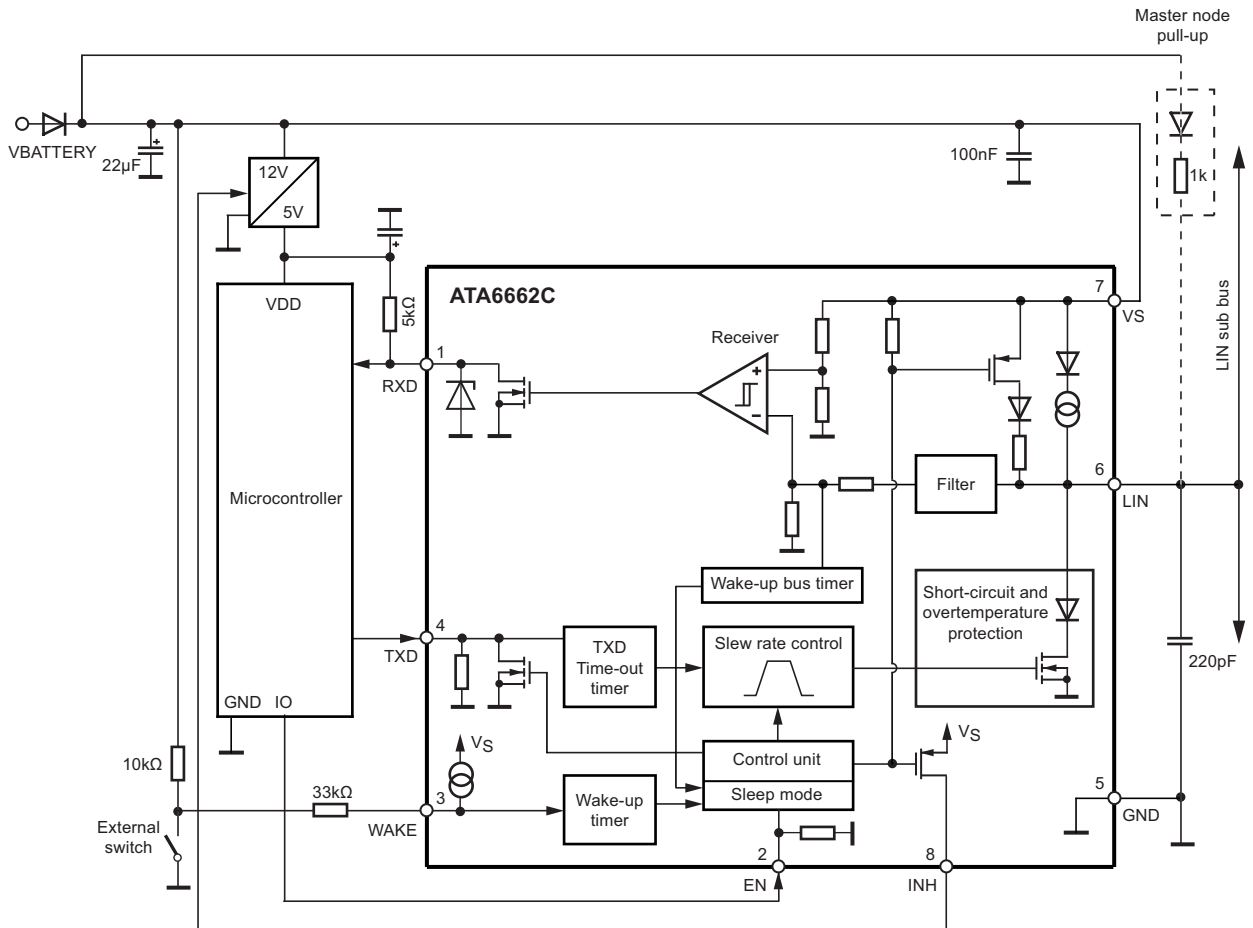 Master node
pull-up
VBATTERY
22µF
12V
5V
100nF
1k
LIN sub bus
VDD
5kΩ
ATA6662C
7
VS
Receiver
1
RXD
+
-
Microcontroller
Filter
6
LIN
Wake-up bus timer
Short-circuit and
overtemperature
protection
4
TXD
TXD
Time-out
timer
Slew rate control
220pF
GND IO
VS
VS
10kΩ
Control unit
33kΩ
3
WAKE
Wake-up
timer
Sleep mode
5
GND
External
switch
2
EN
8
INH